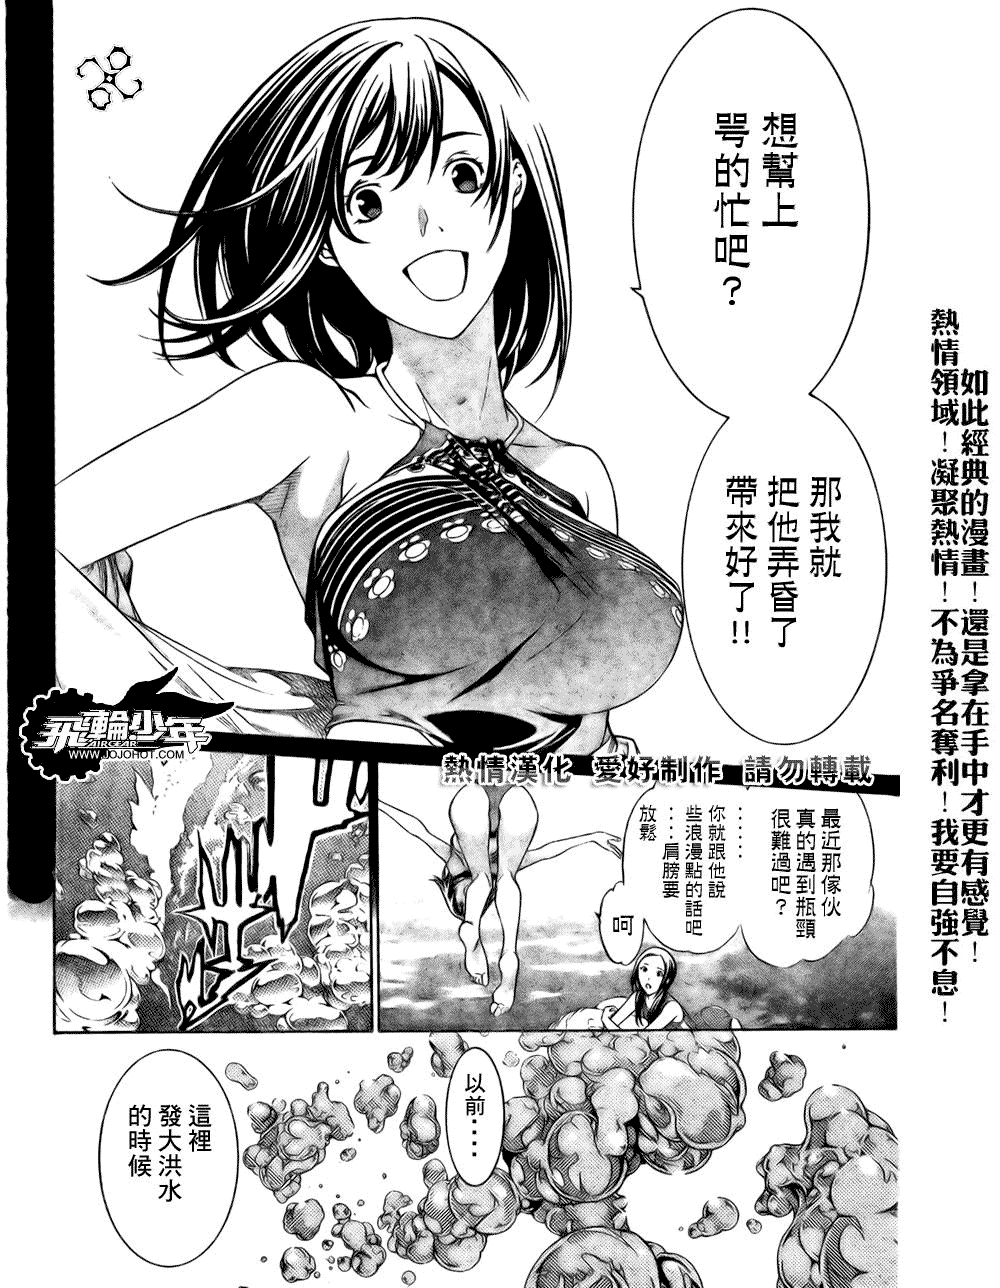 想幫上
咢的忙吧？
那我就
把他弄昏了
帶來好了!!
如此經典的漫畫！還是拿在手中才更有感覺！
熱情領域！凝聚熱情！不為爭名奪利！我要自強不息！
飛輪少年
AIRGEAR
WWW.JOJOHOT.COM
熱情漢化 愛好制作 請勿轉載
最近那傢伙
真的遇到瓶頸
很難過吧？
‥‥‥
你就跟他說
些浪漫點的話吧
‥‥肩膀要
放鬆
呵
以前‥‥
這裡
發大洪水
的時候